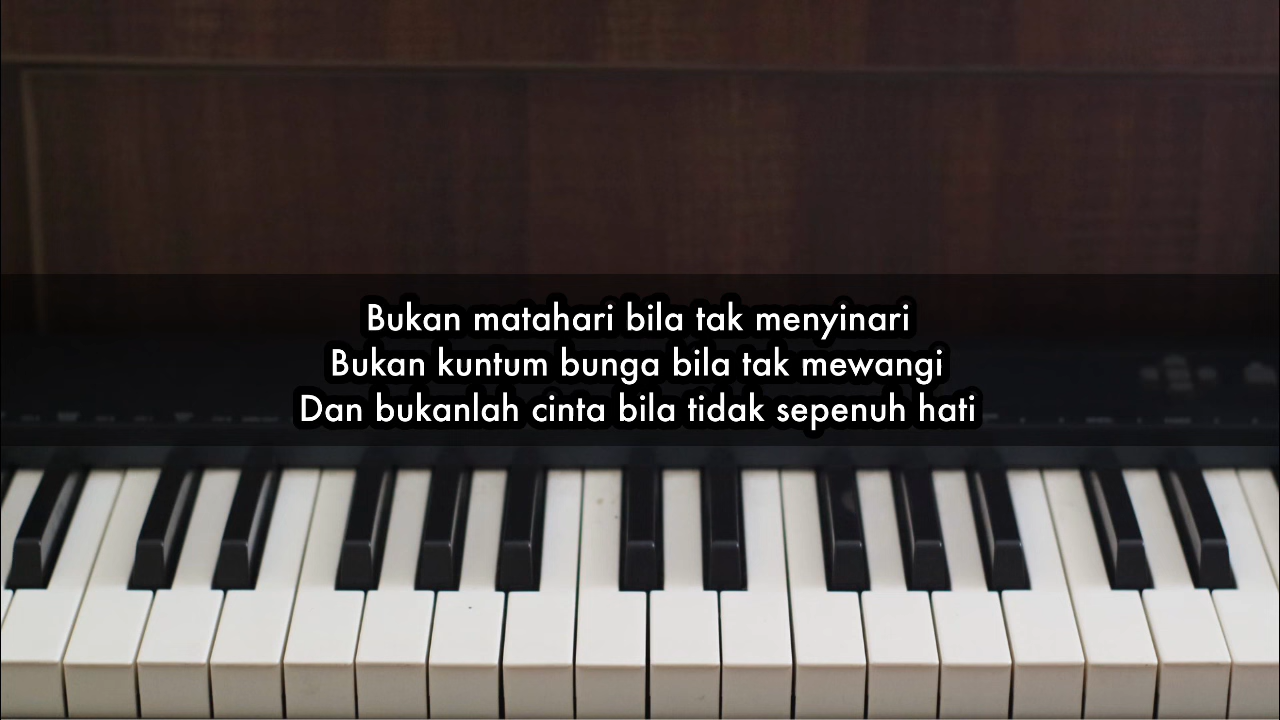 Bukan matahari bila tak menyinari
Bukan kuntum bunga bila tak mewangi
Dan bukanlah cinta bila tidak sepenuh hati